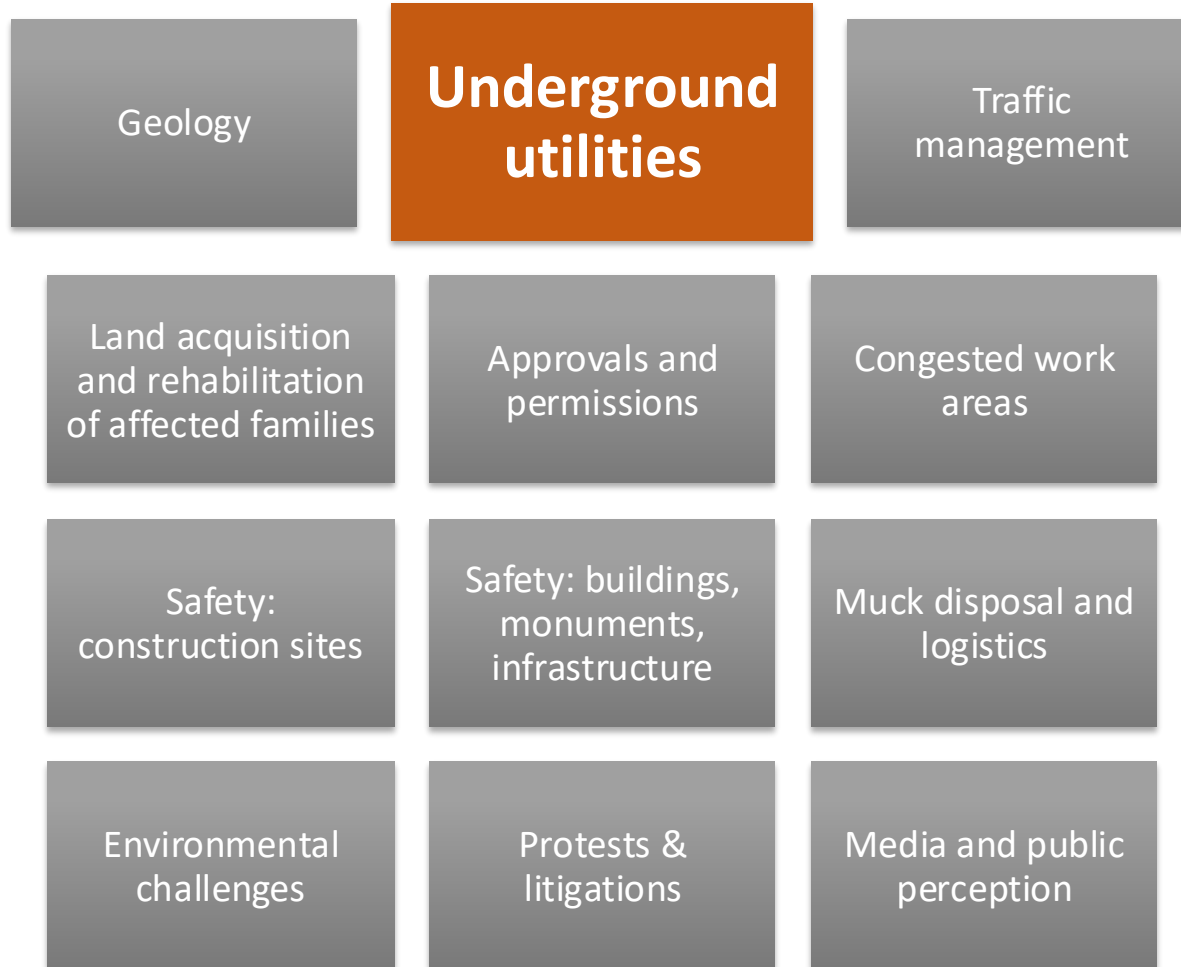 Geology
Underground
utilities
Traffic
management
Land acquisition
and rehabilitation
of affected families
Approvals and
permissions
Congested work
areas
Safety:
construction sites
Safety: buildings,
monuments,
infrastructure
Muck disposal and
logistics
Environmental
challenges
Protests &
litigations
Media and public
perception